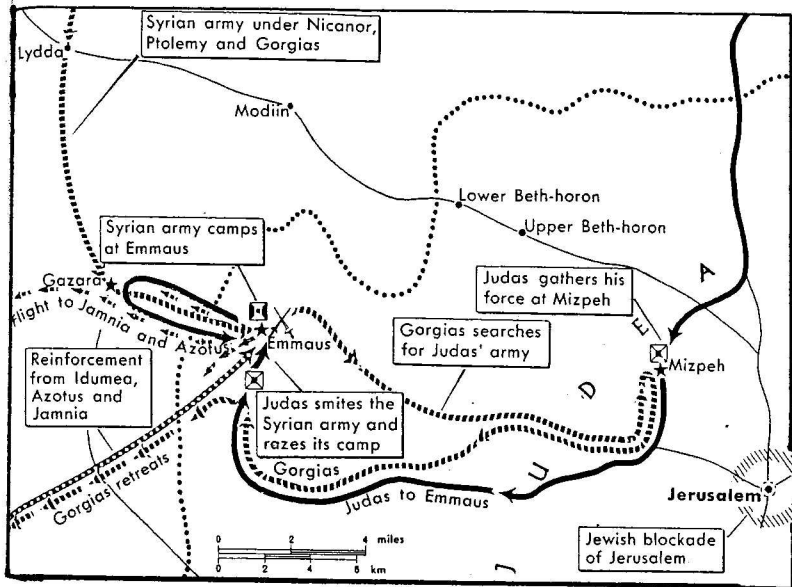 Syrian army under Nicanor,
Ptolemy and Gorgias
Lydda
Modiin
Lower Beth-horon
Upper Beth-horon
Syrian army camps
at Emmaus
Judas gathers his
force at Mizpeh
Gazara
Flight to Jamnia and Azotus
Emmaus
Gorgias searches
for Judas' army
Mizpeh
Reinforcement
from Idumea,
Azotus and
Jamnia
Judas smites the
Syrian army and
razes its camp
Gorgias
Gorgias retreats
Judas to Emmaus
J U D E A
Jerusalem
Jewish blockade
of Jerusalem
0 2 4 miles
0 2 4 6 km